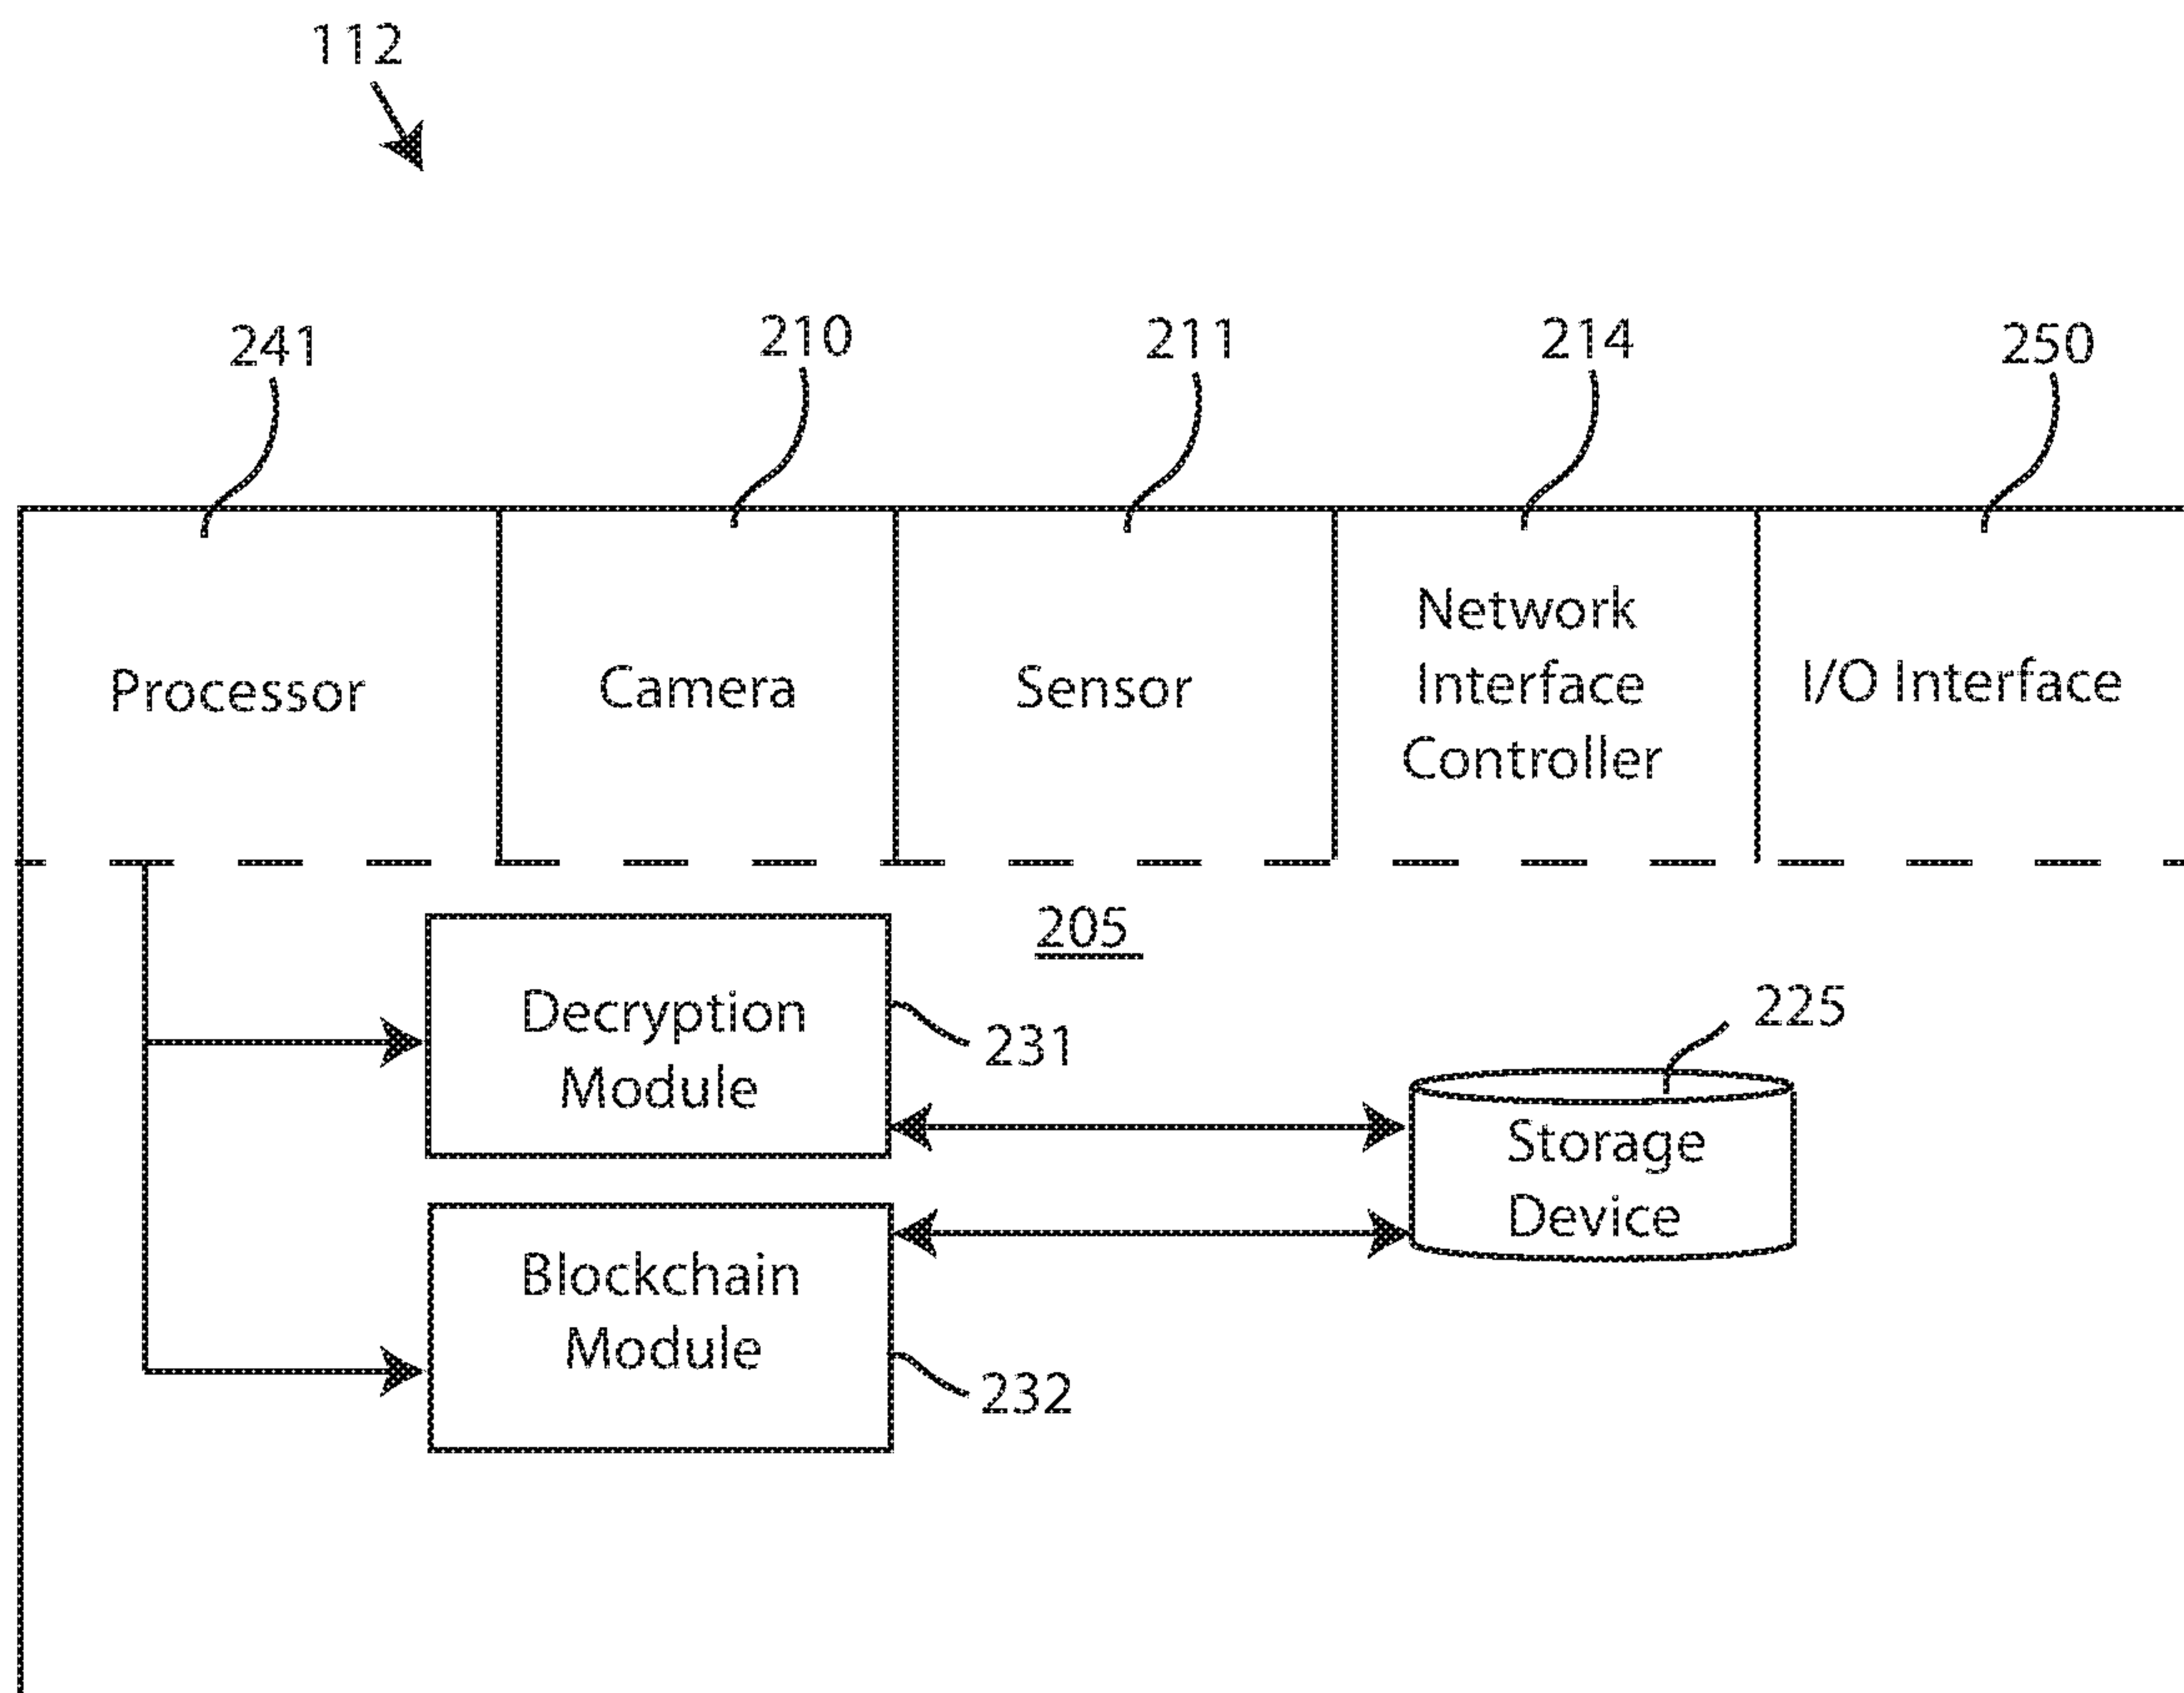 112
241
210
211
214
250
Processor
Camera
Sensor
Network
Interface
Controller
I/O Interface
205
Decryption
Module
231
225
Storage
Device
Blockchain
Module
232